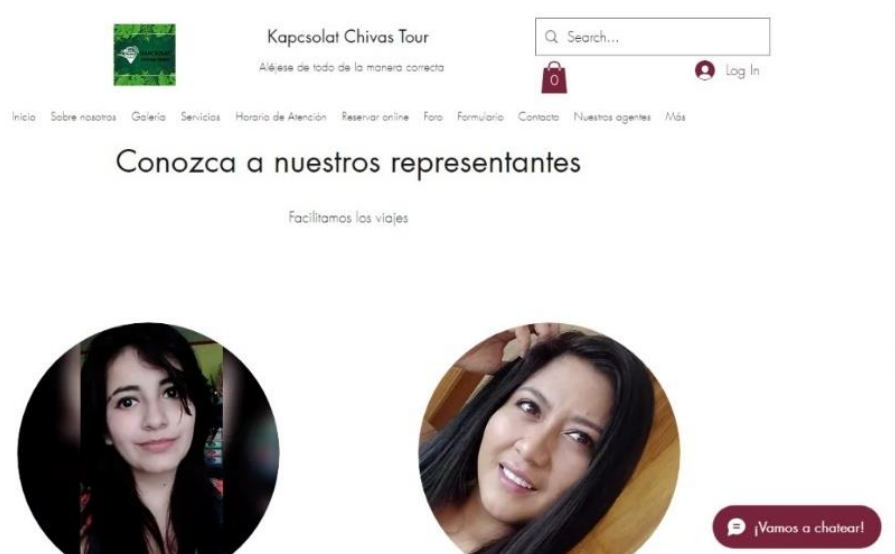 Kapcsolat Chivas Tour
Aléjese de todo de la manera correcta
Search...
0
Log In
Inicio Sobre nosotros Galería Servicios Horario de Atención Reservar online Foro Formulario Contacto Nuestros agentes Más
Conozca a nuestros representantes
Facilitamos los viajes
¡Vamos a chatear!